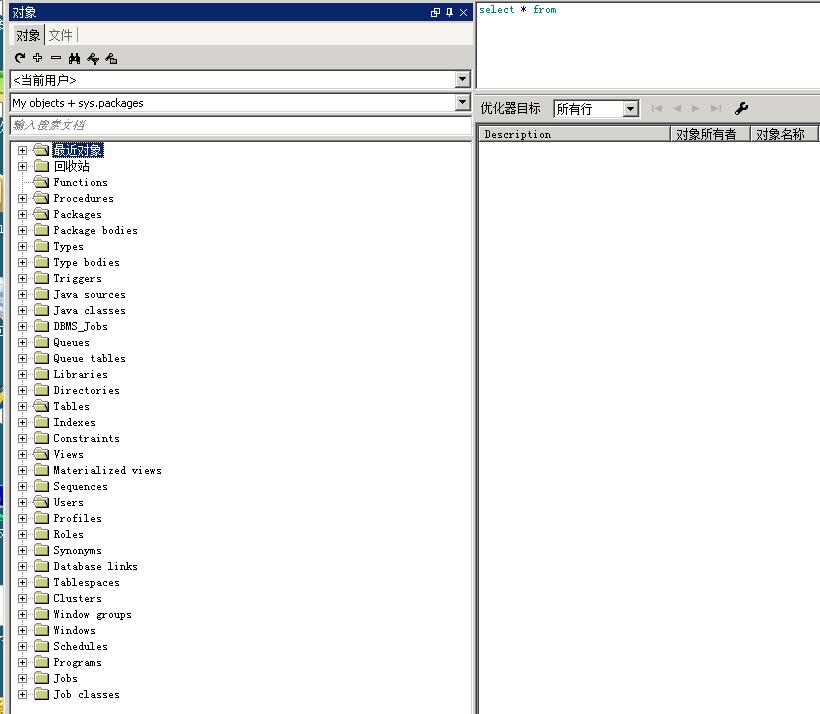 对象
select * from
对象 文件
<当前用户>
My objects + sys.packages
优化器目标 所有行
输入搜索文档
Description 对象所有者 对象名称
最近对象
回收站
Functions
Procedures
Packages
Package bodies
Types
Type bodies
Triggers
Java sources
Java classes
DBMS_Jobs
Queues
Queue tables
Libraries
Directories
Tables
Indexes
Constraints
Views
Materialized views
Sequences
Users
Profiles
Roles
Synonyms
Database links
Tablespaces
Clusters
Window groups
Windows
Schedules
Programs
Jobs
Job classes